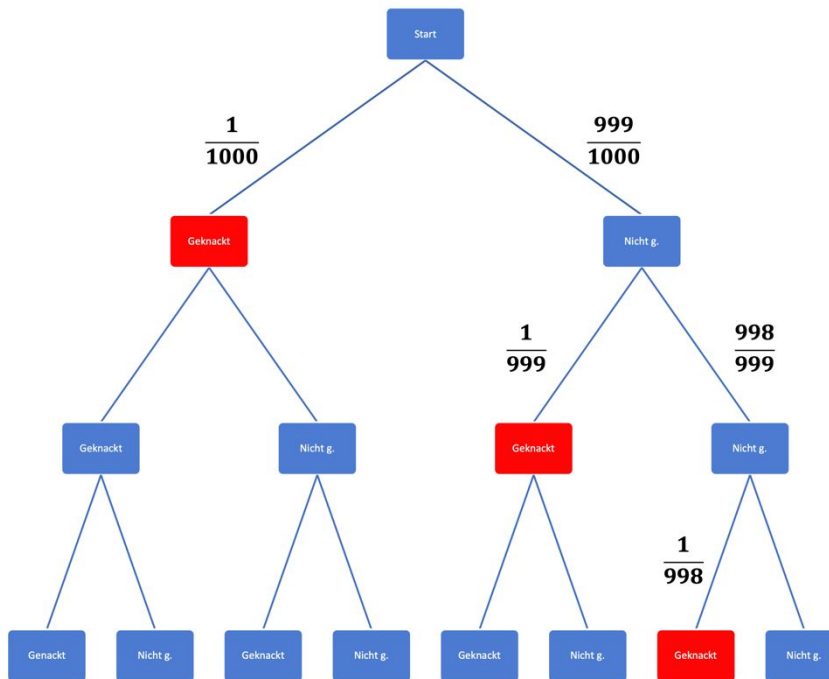 Start
1
1000
999
1000
Geknackt
Nicht g.
1
999
998
999
Geknackt
Nicht g.
Geknackt
Nicht g.
1
998
Genackt
Nicht g.
Geknackt
Nicht g.
Geknackt
Nicht g.
Geknackt
Nicht g.